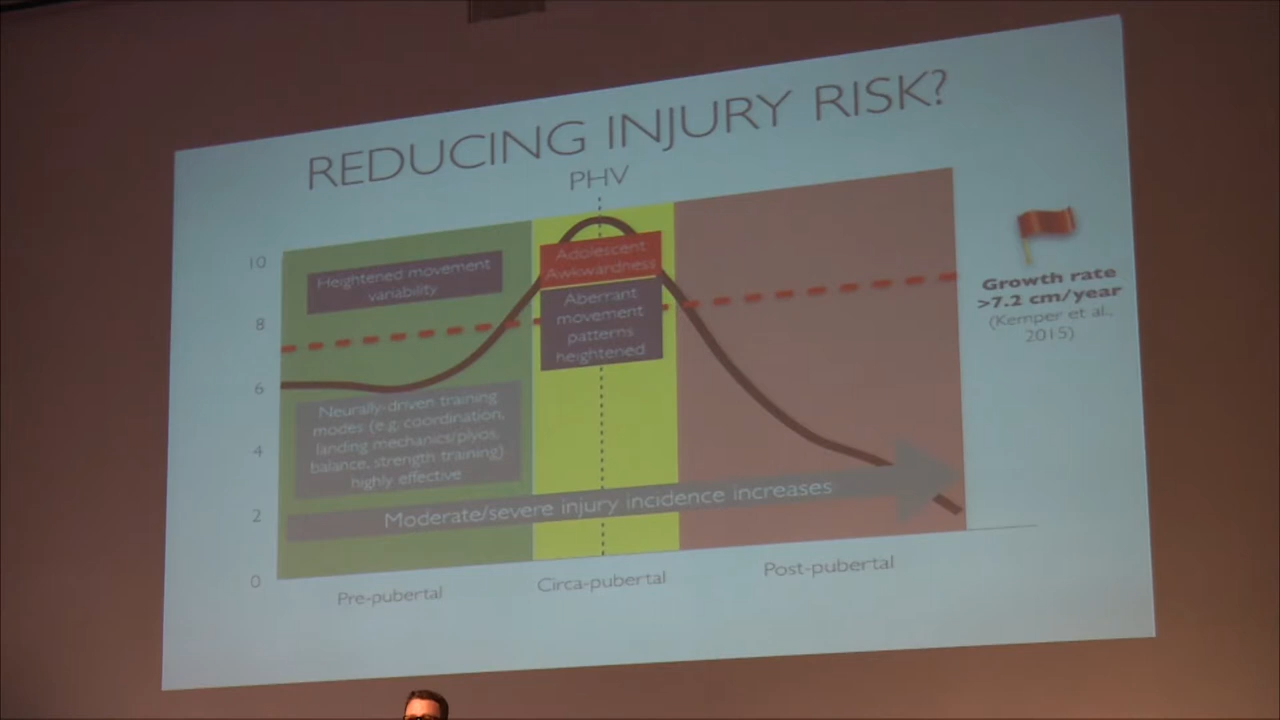 REDUCING INJURY RISK?
PHV
10
8
6
4
2
0
Heightened movement
variability
Neurally-driven training
modes (e.g. coordination,
landing mechanics/plyos,
balance, strength training)
highly effective
Adolescent
Awkwardness
Aberrant
movement
patterns
heightened
Moderate/severe injury incidence increases
Pre-pubertal
Circa-pubertal
Post-pubertal
Growth rate
>7.2 cm/year
(Kemper et al.,
2015)